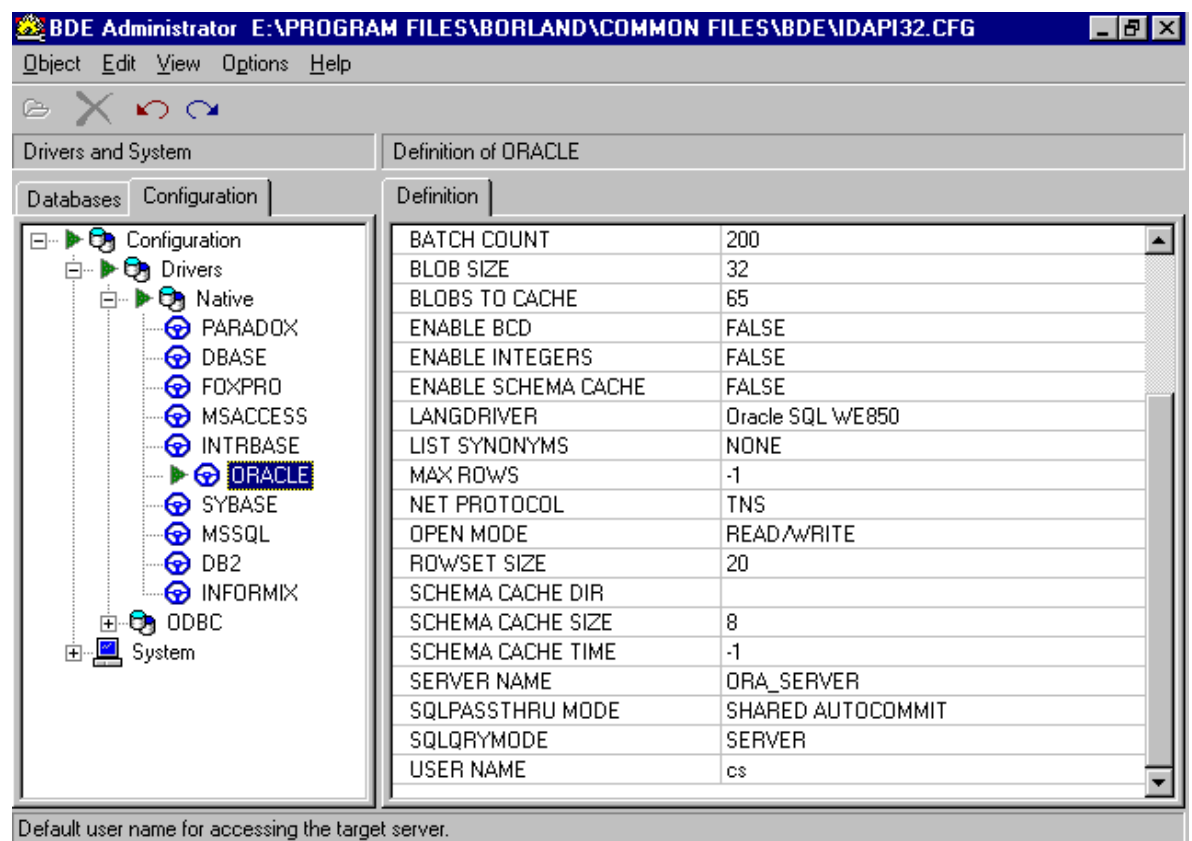 BDE Administrator E:\PROGRAM FILES\BORLAND\COMMON FILES\BDE\IDAPI32.CFG
Object Edit View Options Help
Drivers and System
Definition of ORACLE
Databases Configuration
Definition
Configuration
Drivers
Native
PARADOX
DBASE
FOXPRO
MSACCESS
INTRBASE
ORACLE
SYBASE
MSSQL
DB2
INFORMIX
ODBC
System
BATCH COUNT 200
BLOB SIZE 32
BLOBS TO CACHE 65
ENABLE BCD FALSE
ENABLE INTEGERS FALSE
ENABLE SCHEMA CACHE FALSE
LANGDRIVER Oracle SQL WE850
LIST SYNONYMS NONE
MAX ROWS -1
NET PROTOCOL TNS
OPEN MODE READ/WRITE
ROWSET SIZE 20
SCHEMA CACHE DIR
SCHEMA CACHE SIZE 8
SCHEMA CACHE TIME -1
SERVER NAME ORA_SERVER
SQLPASSTHRU MODE SHARED AUTOCOMMIT
SQLQRYMODE SERVER
USER NAME cs
Default user name for accessing the target server.